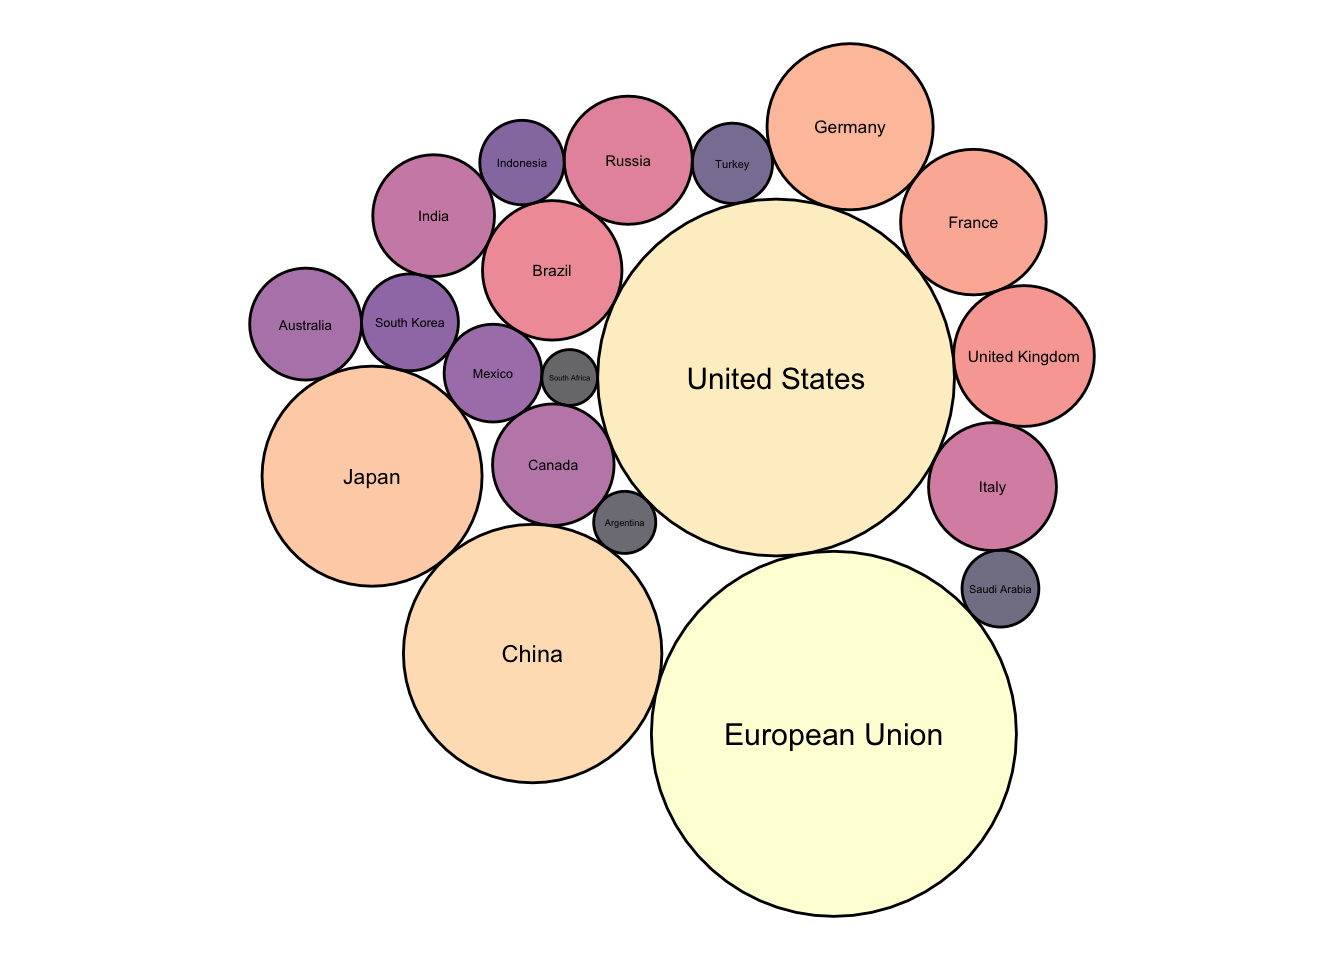 Germany
Indonesia
Russia
Turkey
India
France
Brazil
Australia
South Korea
United Kingdom
Mexico
South Africa
United States
Canada
Japan
Italy
Argentina
Saudi Arabia
China
European Union